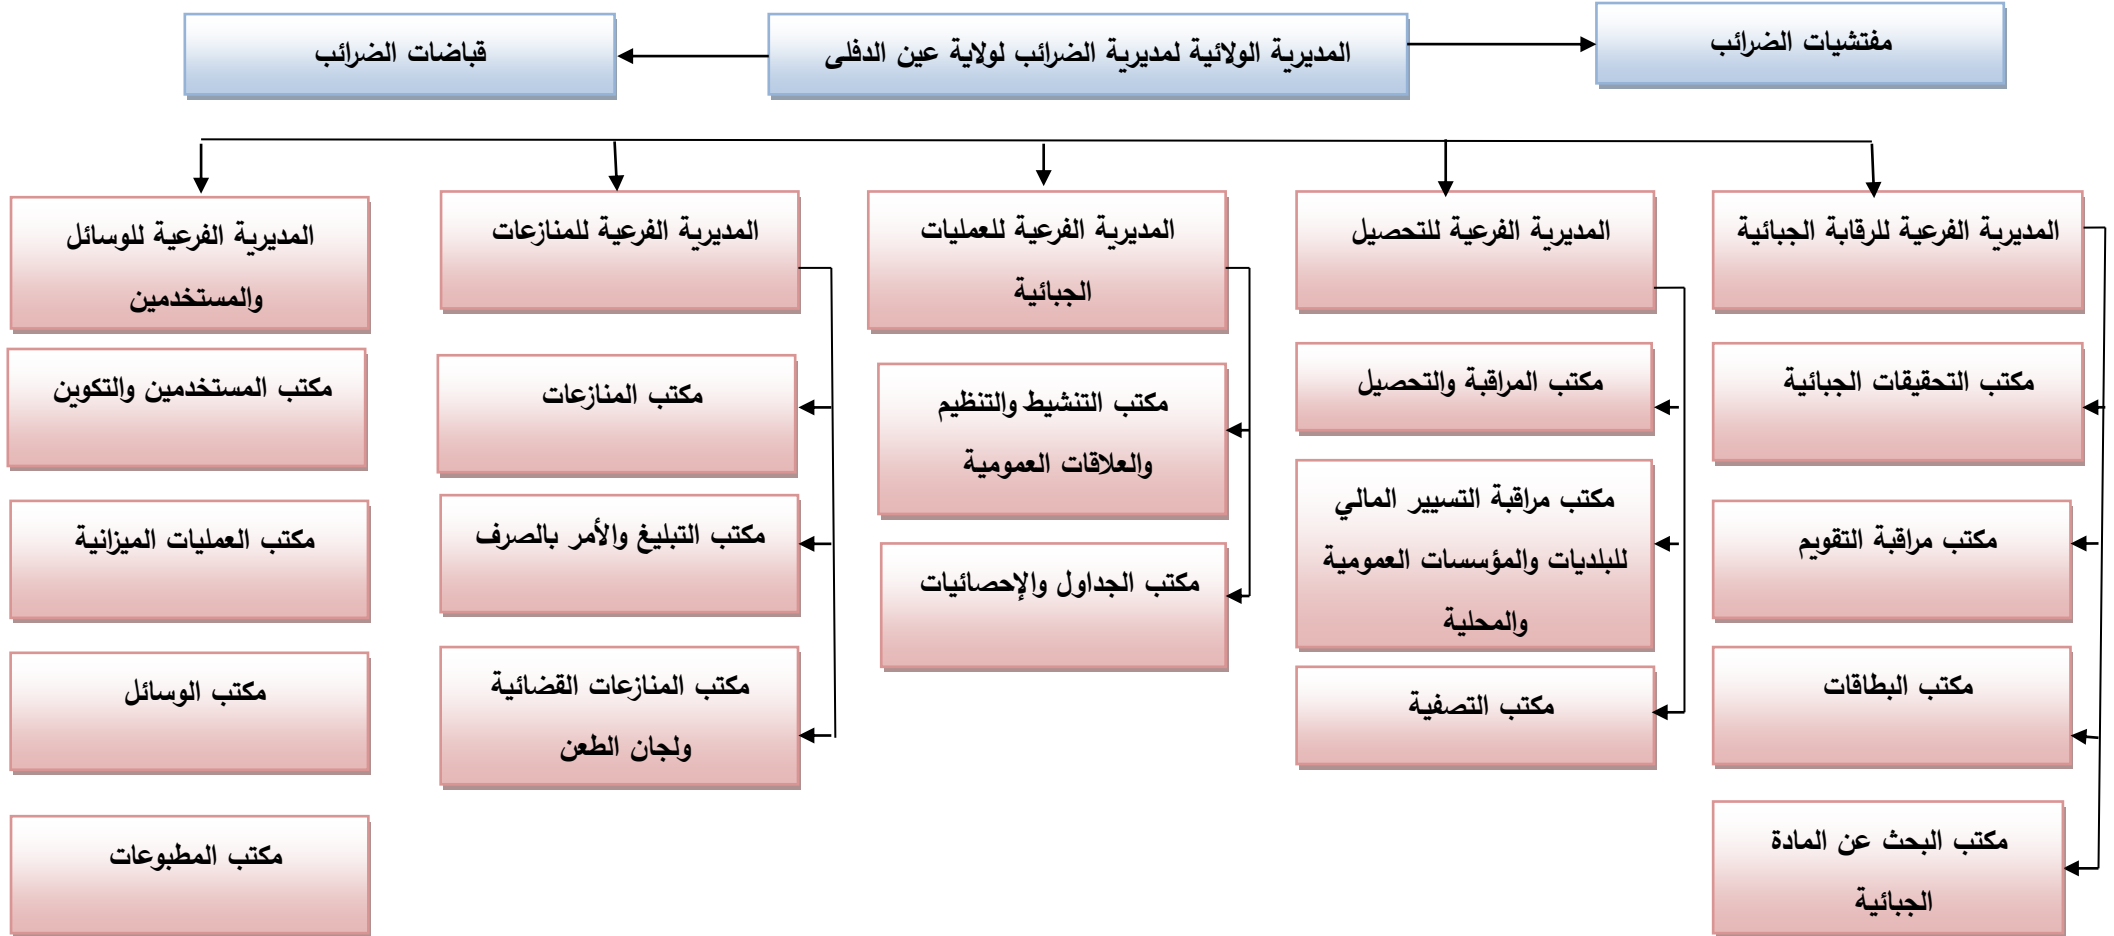 مفتشيات الضرائب
المديرية الولائية لمديرية الضرائب لولاية عين الدفلى
قباضات الضرائب
المديرية الفرعية للرقابة الجبائية
مكتب التحقيقات الجبائية
مكتب مراقبة التقويم
مكتب البطاقات
مكتب البحث عن المادة
الجبائية
المديرية الفرعية للتحصيل
مكتب المراقبة والتحصيل
مكتب مراقبة التسيير المالي
للبلديات والمؤسسات العمومية
والمحلية
مكتب التصفية
المديرية الفرعية للعمليات
الجبائية
مكتب التنشيط والتنظيم
والعلاقات العمومية
مكتب الجداول والإحصائيات
المديرية الفرعية للمنازعات
مكتب المنازعات
مكتب التبليغ والأمر بالصرف
مكتب المنازعات القضائية
ولجان الطعن
المديرية الفرعية للوسائل
والمستخدمين
مكتب المستخدمين والتكوين
مكتب العمليات الميزانية
مكتب الوسائل
مكتب المطبوعات